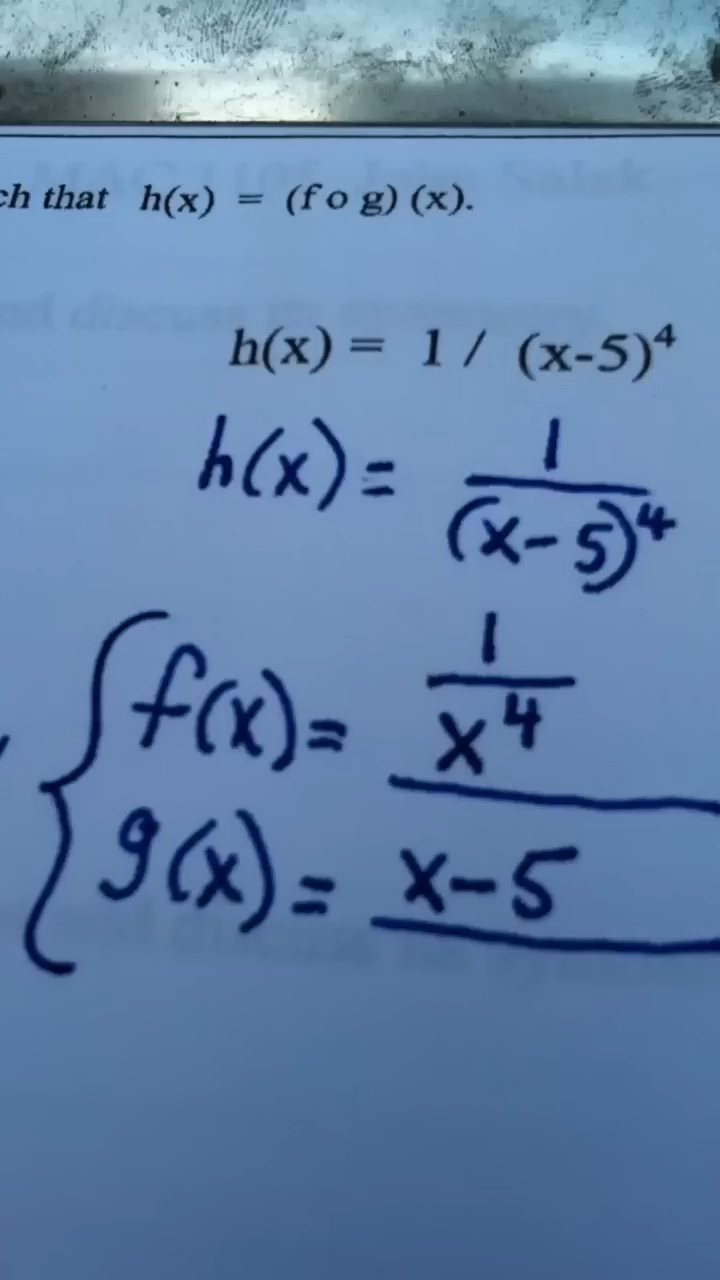 ch that h(x) = (f o g) (x).
h(x) = 1 / (x-5)⁴
h(x) = 1/(x-5)⁴
f(x) = 1/x⁴
g(x) = x-5